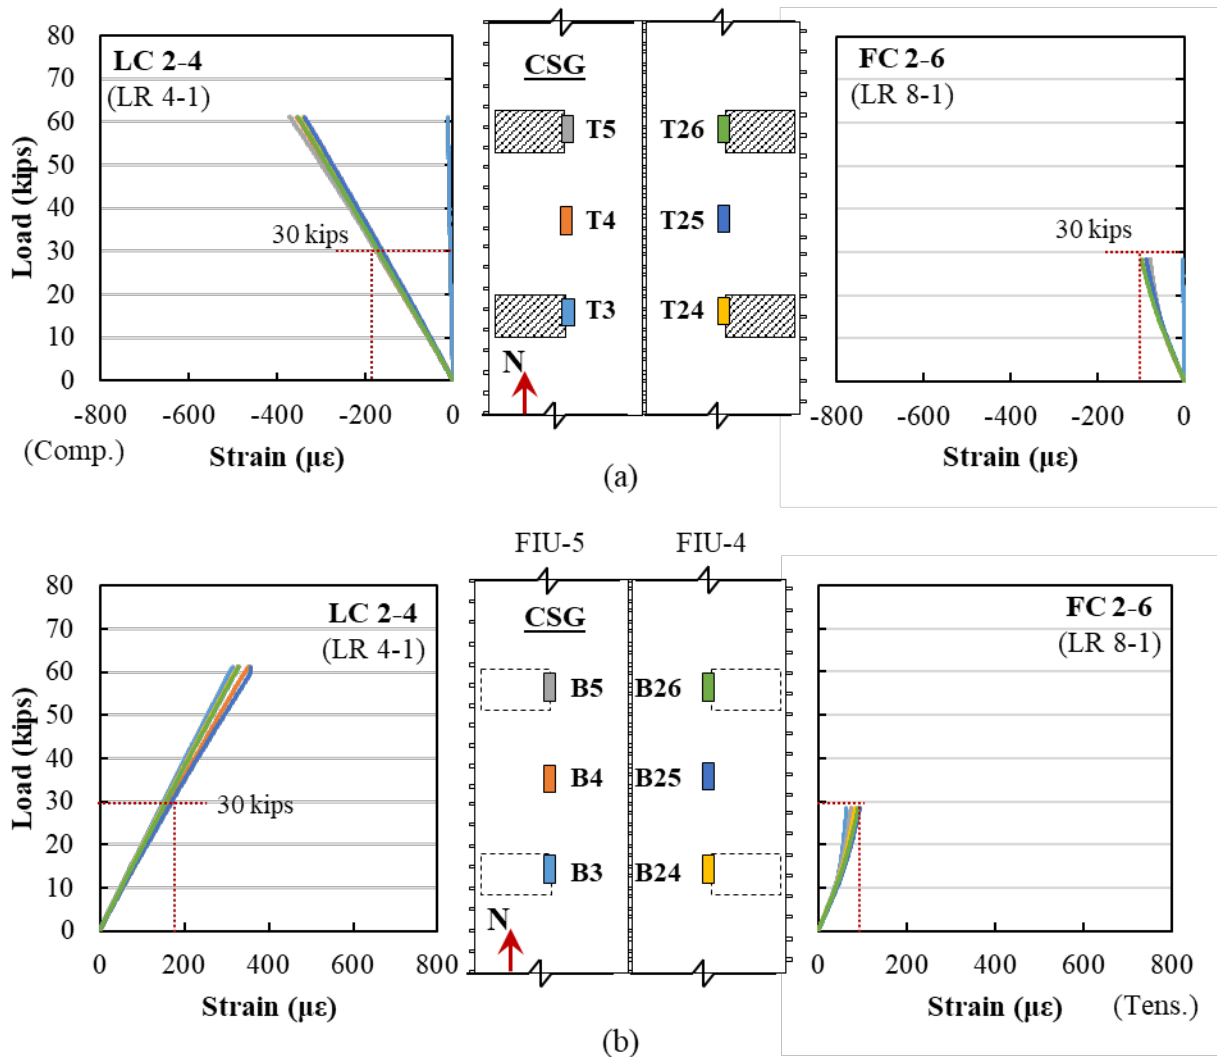 80
70
60
50
40
30
20
10
0
Load (kips)
LC 2-4
(LR 4-1)
30 kips
-800 -600 -400 -200 0
(Comp.)
Strain (με)
CSG
T5 T26
T4 T25
T3 T24
N
FC 2-6
(LR 8-1)
30 kips
-800 -600 -400 -200 0
Strain (με)
(a)
FIU-5 FIU-4
80
70
60
50
40
30
20
10
0
Load (kips)
LC 2-4
(LR 4-1)
30 kips
0 200 400 600 800
Strain (με)
CSG
B5 B26
B4 B25
B3 B24
N
FC 2-6
(LR 8-1)
0 200 400 600 800
Strain (με)
(Tens.)
(b)